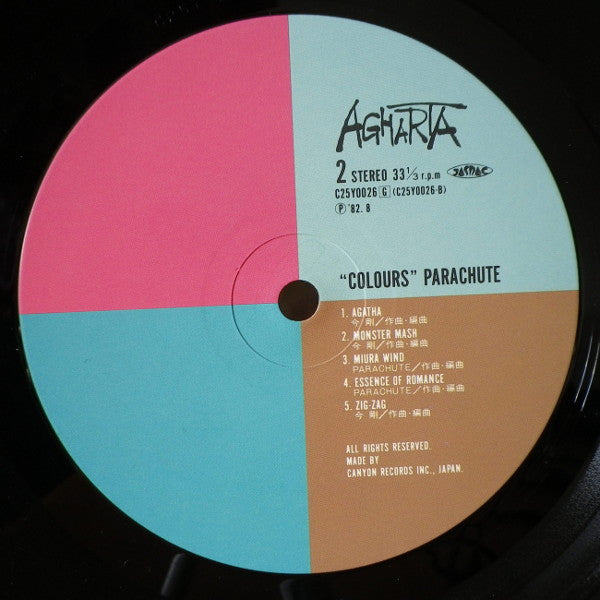 AGHARTA
2 STEREO 33 1/3 r.p.m JASRAC
C25Y0026 G (C25Y0026-B)
Ⓟ '82. 8
"COLOURS" PARACHUTE
1. AGATHA
今 剛／作曲・編曲
2. MONSTER MASH
今 剛／作曲・編曲
3. MIURA WIND
PARACHUTE／作曲・編曲
4. ESSENCE OF ROMANCE
PARACHUTE／作曲・編曲
5. ZIG-ZAG
今 剛／作曲・編曲
ALL RIGHTS RESERVED.
MADE BY
CANYON RECORDS INC., JAPAN.